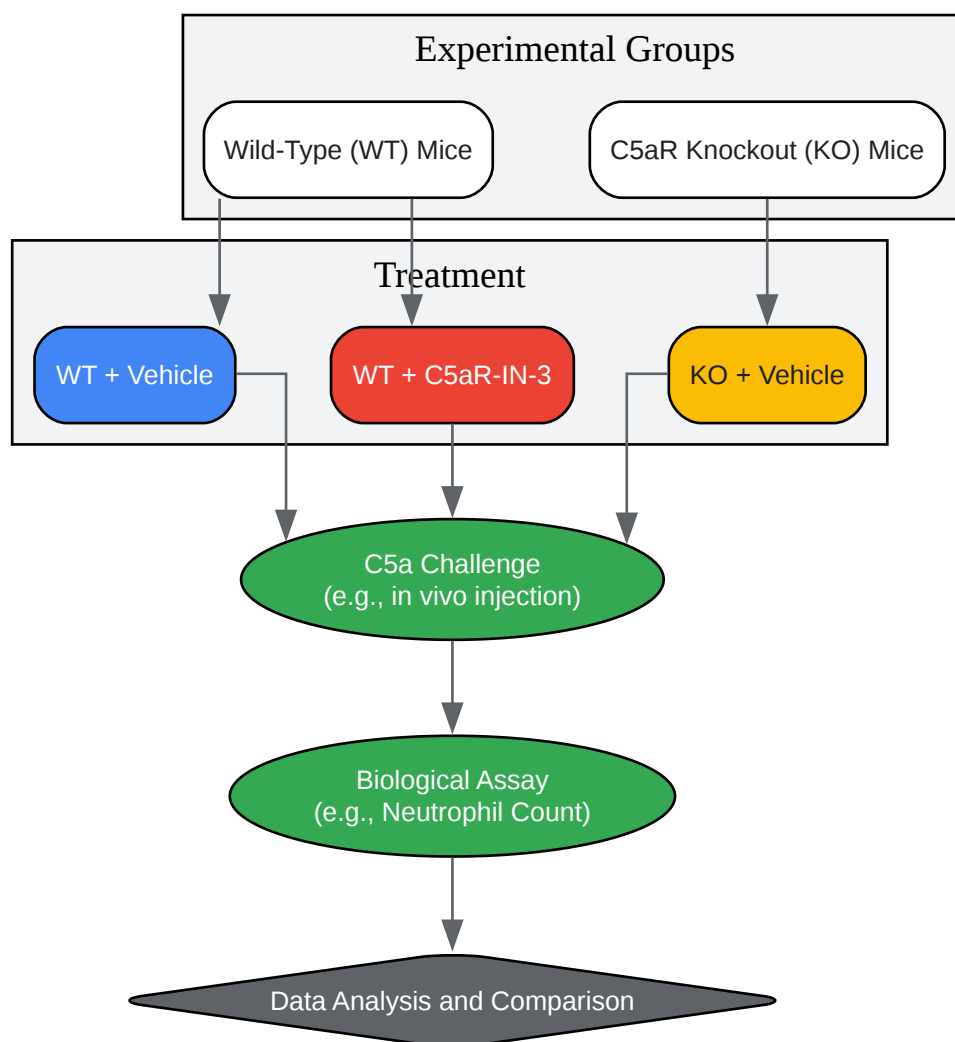 Experimental Groups
Wild-Type (WT) Mice
C5aR Knockout (KO) Mice
Treatment
WT + Vehicle
WT + C5aR-IN-3
KO + Vehicle
C5a Challenge
(e.g., in vivo injection)
Biological Assay
(e.g., Neutrophil Count)
Data Analysis and Comparison